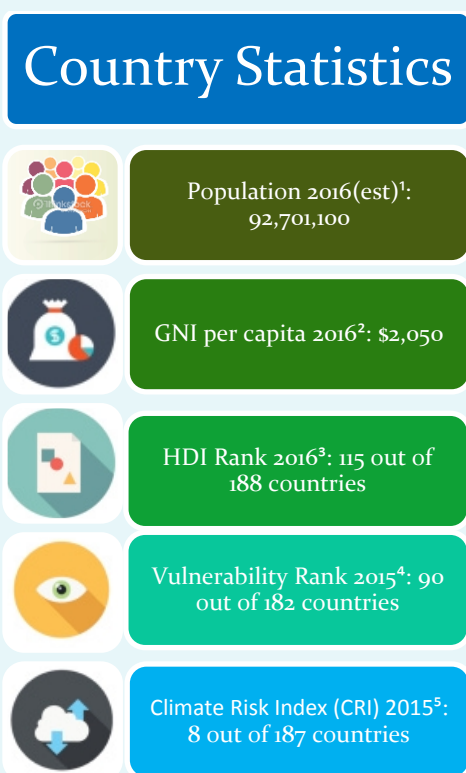 Country Statistics
Population 2016(est)¹:
92,701,100
GNI per capita 2016²: $2,050
HDI Rank 2016³: 115 out of
188 countries
Vulnerability Rank 2015⁴: 90
out of 182 countries
Climate Risk Index (CRI) 2015⁵:
8 out of 187 countries